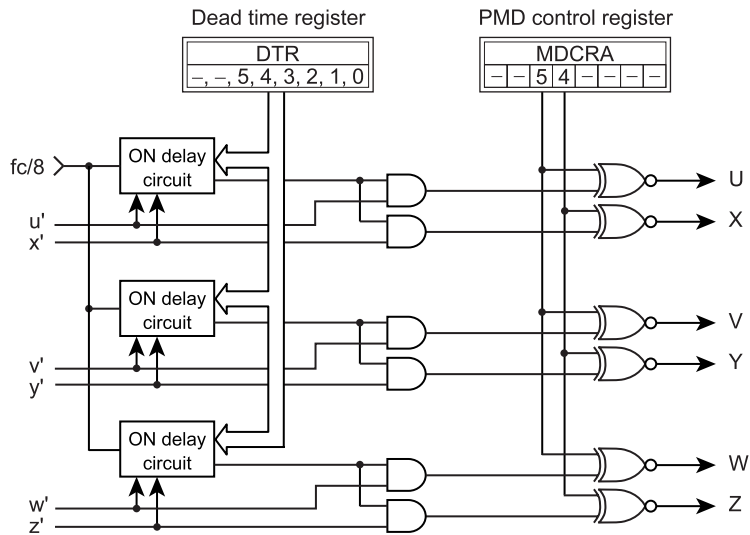 Dead time register
PMD control register
DTR
MDCRA
–, –, 5, 4, 3, 2, 1, 0
– – 5 4 – – – –
fc/8
ON delay
circuit
U
u'
X
x'
ON delay
circuit
V
v'
Y
y'
ON delay
circuit
W
w'
Z
z'